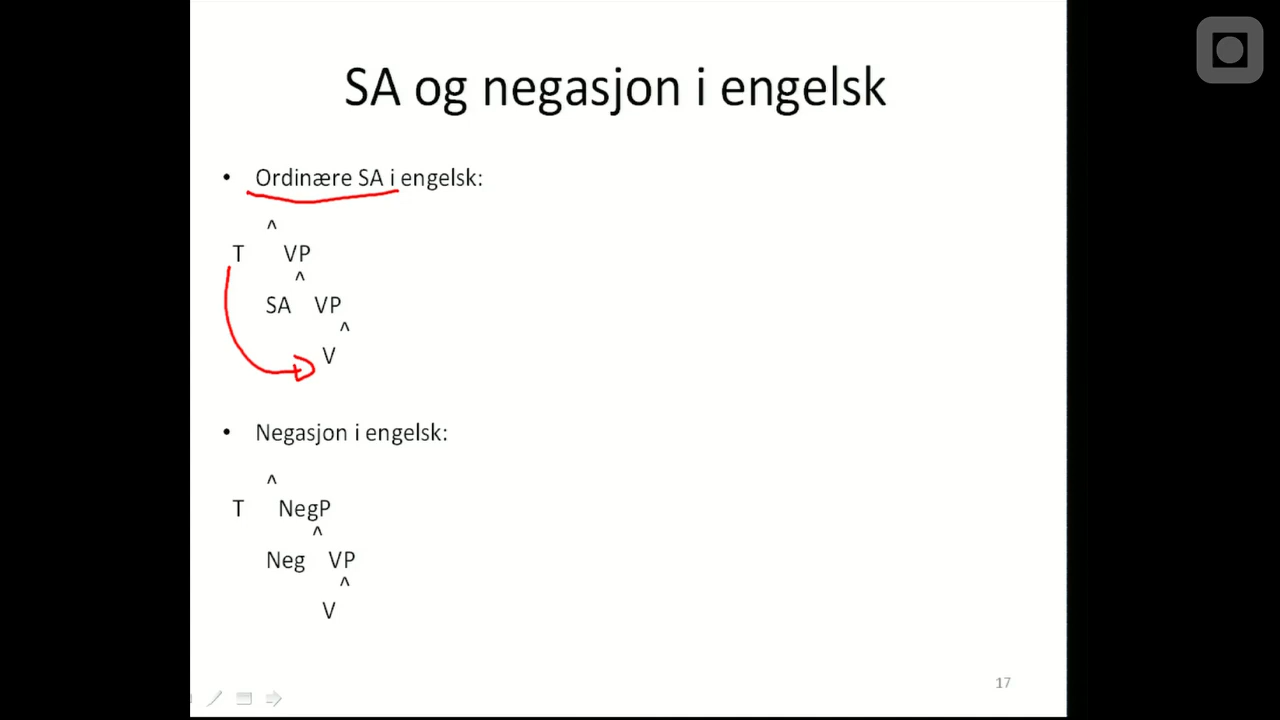 SA og negasjon i engelsk
• Ordinære SA i engelsk:
^
T VP
^
SA VP
^
V
• Negasjon i engelsk:
^
T NegP
^
Neg VP
^
V
17